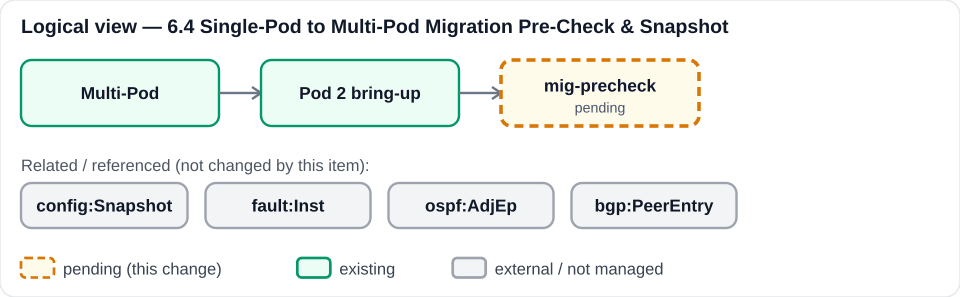 Logical view — 6.4 Single-Pod to Multi-Pod Migration Pre-Check & Snapshot
Multi-Pod
Pod 2 bring-up
mig-precheck
pending
Related / referenced (not changed by this item):
config:Snapshot
fault:Inst
ospf:AdjEp
bgp:PeerEntry
pending (this change)
existing
external / not managed